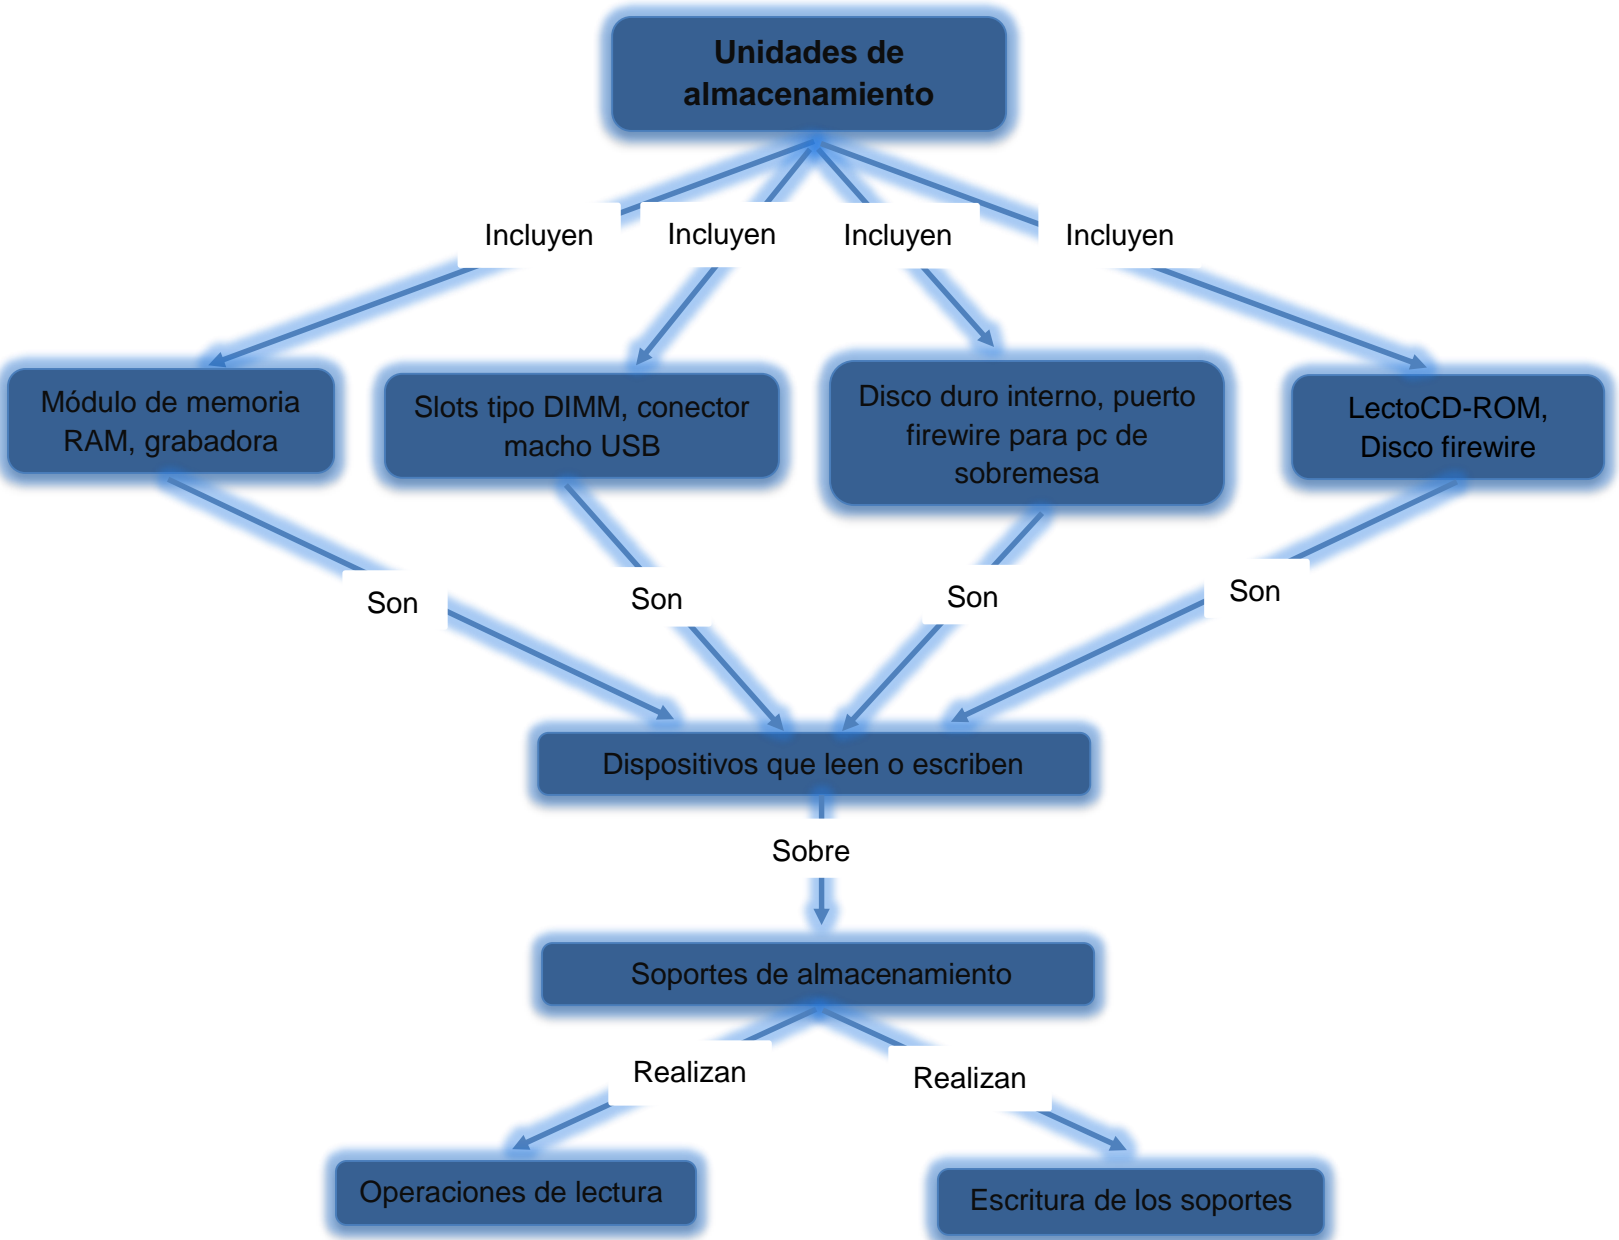 Unidades de
almacenamiento
Incluyen
Incluyen
Incluyen
Incluyen
Módulo de memoria
RAM, grabadora
Slots tipo DIMM, conector
macho USB
Disco duro interno, puerto
firewire para pc de
sobremesa
LectoCD-ROM,
Disco firewire
Son
Son
Son
Son
Dispositivos que leen o escriben
Sobre
Soportes de almacenamiento
Realizan
Realizan
Operaciones de lectura
Escritura de los soportes